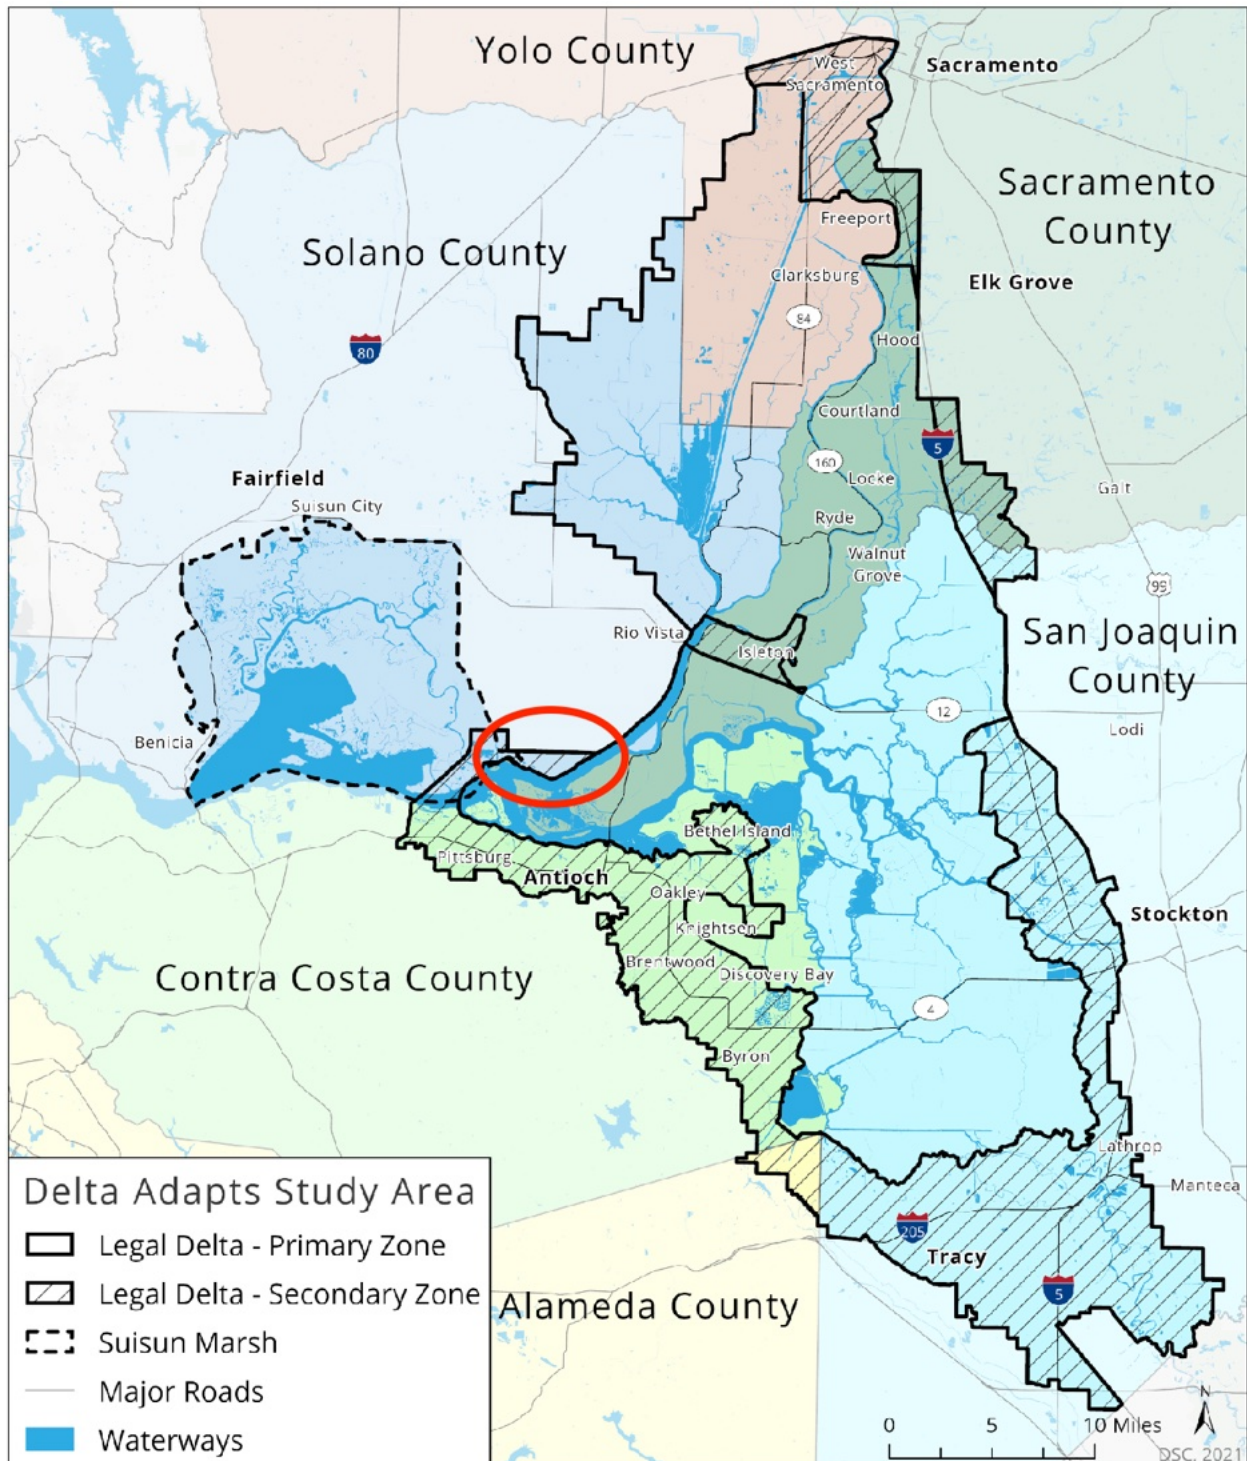 Yolo County
West
Sacramento
Sacramento
Sacramento
County
Freeport
Solano County
Clarksburg
Elk Grove
84
Hood
80
Courtland
5
160
Fairfield
Locke
Galt
Suisun City
Ryde
Walnut
Grove
99
Rio Vista
San Joaquin
County
Isleton
12
Benicia
Lodi
Bethel Island
Pittsburg
Antioch
Oakley
Stockton
Knightsen
Brentwood
Discovery Bay
Contra Costa County
4
Byron
Lathrop
Manteca
Delta Adapts Study Area
Legal Delta - Primary Zone
205
Tracy
Legal Delta - Secondary Zone
Alameda County
5
Suisun Marsh
Major Roads
N
0 5 10 Miles
Waterways
DSC, 2021